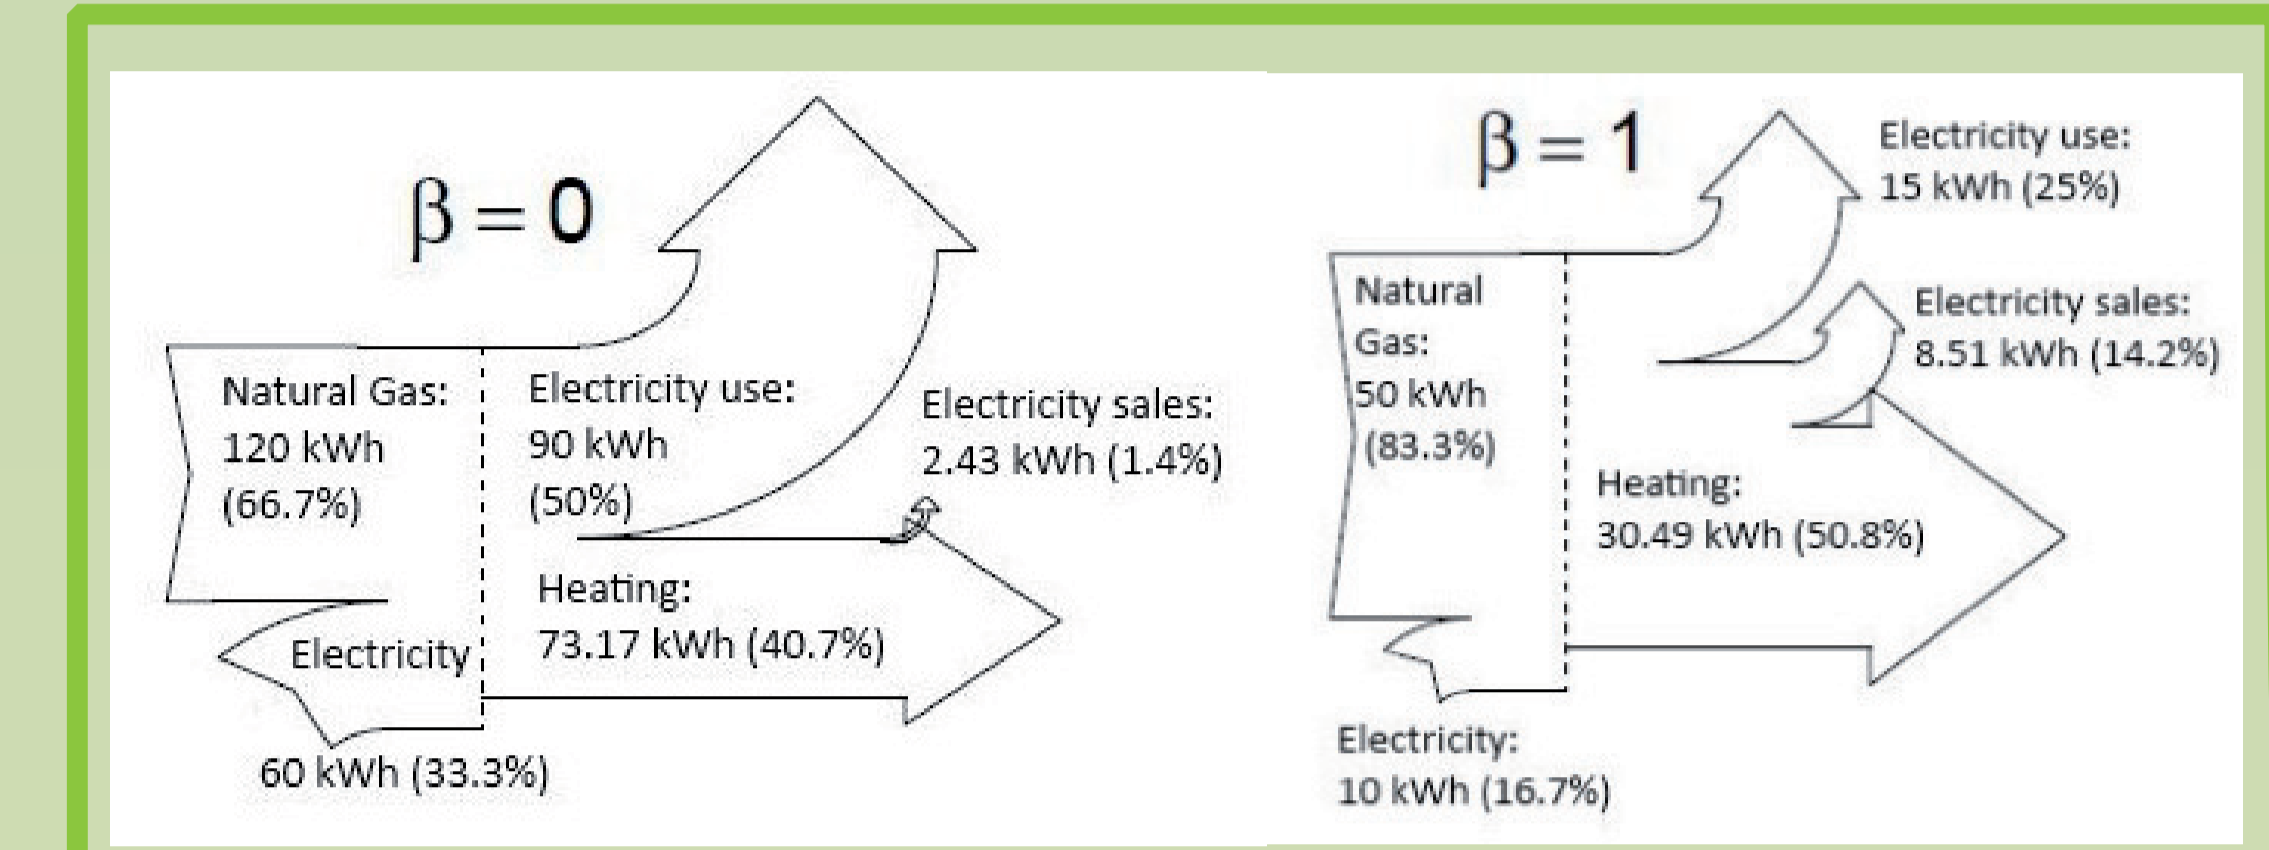 β = 0
Natural Gas:
120 kWh
(66.7%)
Electricity use:
90 kWh
(50%)
Electricity sales:
2.43 kWh (1.4%)
Heating:
73.17 kWh (40.7%)
Electricity
60 kWh (33.3%)
β = 1
Electricity use:
15 kWh (25%)
Natural
Gas:
50 kWh
(83.3%)
Electricity sales:
8.51 kWh (14.2%)
Heating:
30.49 kWh (50.8%)
Electricity:
10 kWh (16.7%)